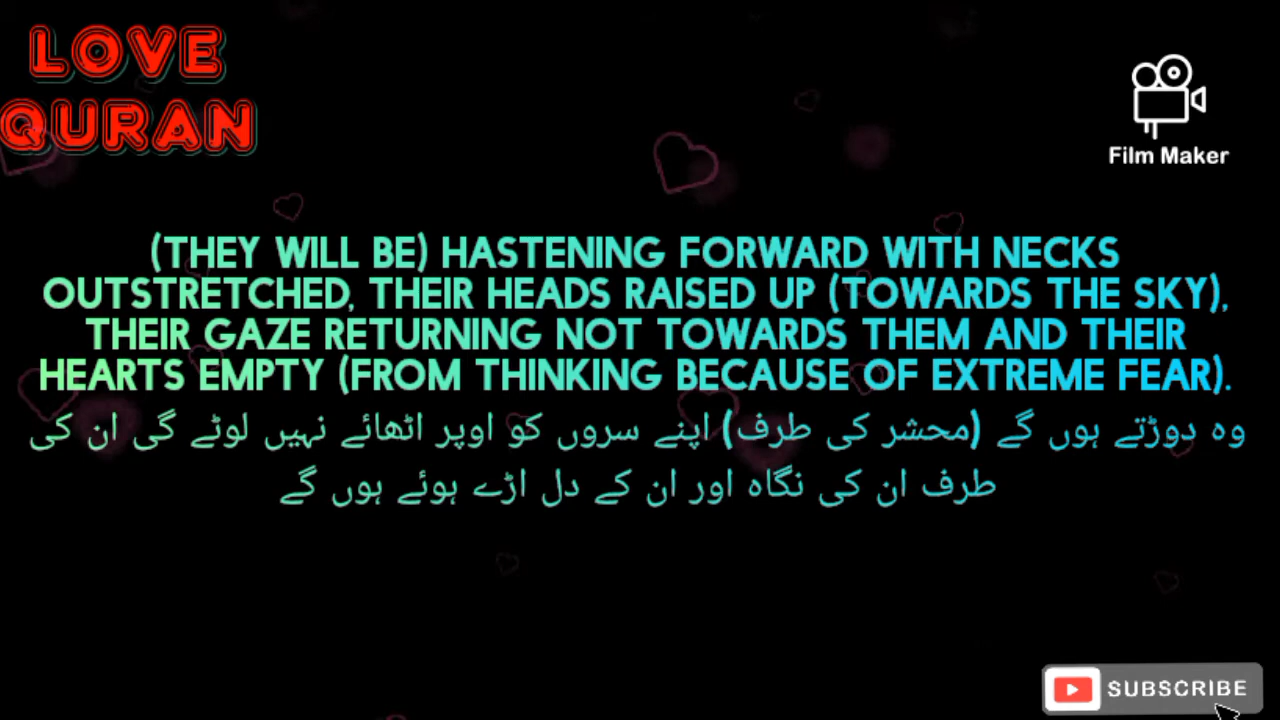 LOVE
QURAN
Film Maker
(THEY WILL BE) HASTENING FORWARD WITH NECKS
OUTSTRETCHED, THEIR HEADS RAISED UP (TOWARDS THE SKY),
THEIR GAZE RETURNING NOT TOWARDS THEM AND THEIR
HEARTS EMPTY (FROM THINKING BECAUSE OF EXTREME FEAR).
وہ دوڑتے ہوں گے (محشر کی طرف) اپنے سروں کو اوپر اٹھائے نہیں لوٹے گی ان کی
طرف ان کی نگاہ اور ان کے دل اڑے ہوئے ہوں گے
SUBSCRIBE